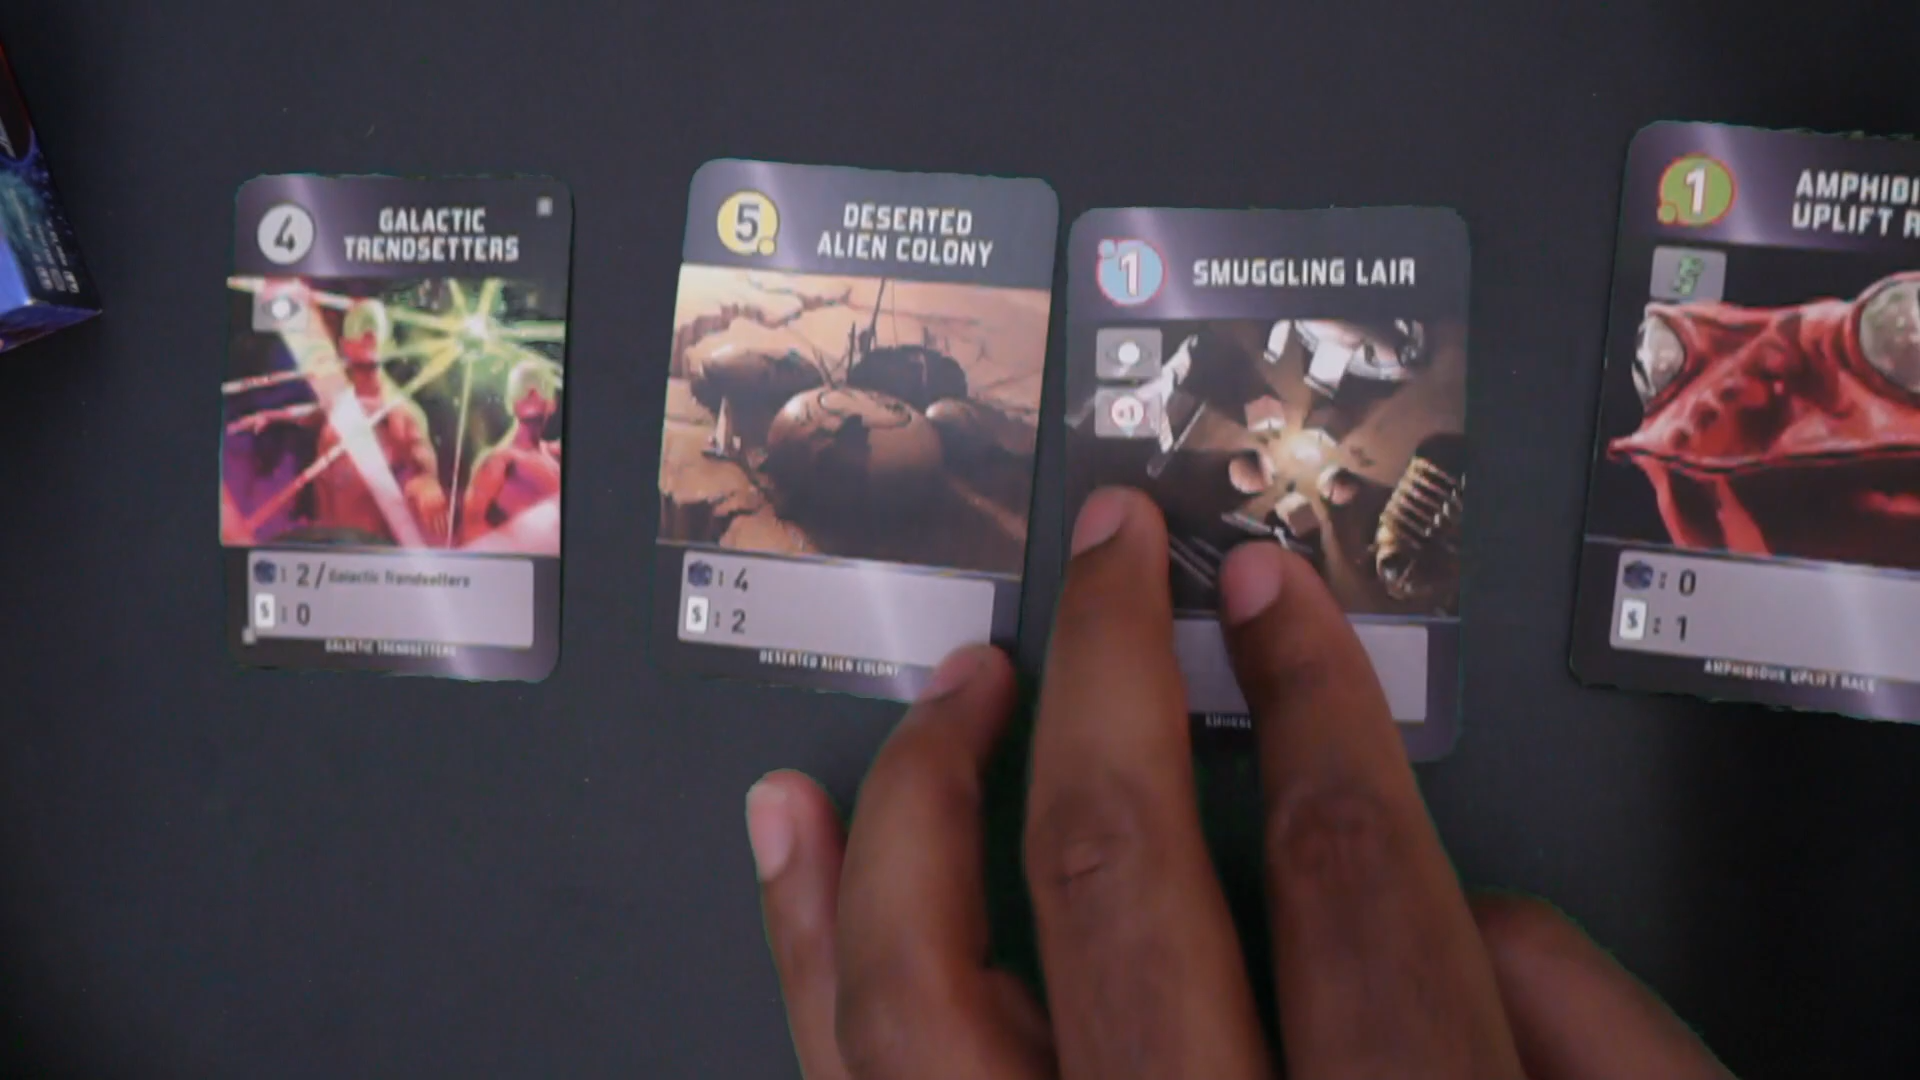 4
GALACTIC
TRENDSETTERS
: 2 / Galactic Trendsetters
$ : 0
GALACTIC TRENDSETTERS
5
DESERTED
ALIEN COLONY
: 4
$ : 2
DESERTED ALIEN COLONY
1
SMUGGLING LAIR
1
AMPHIBI
UPLIFT R
: 0
$ : 1
AMPHIBIOUS UPLIFT RACE